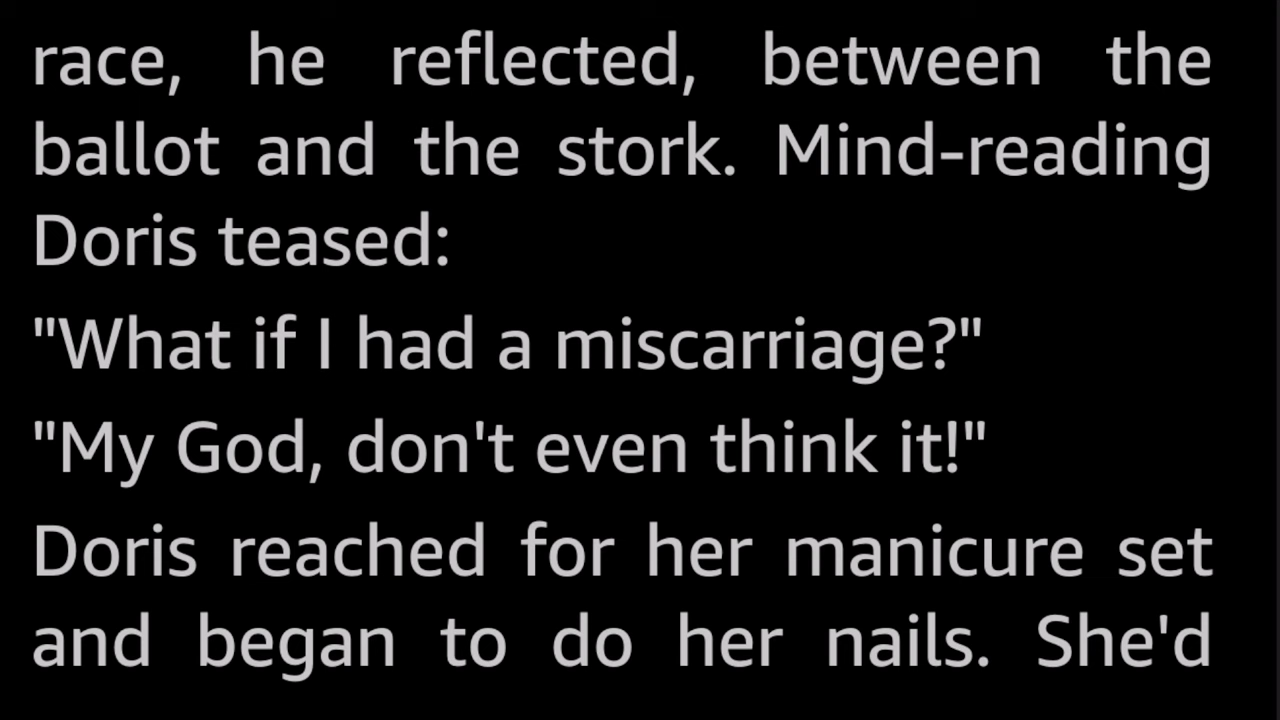 race, he reflected, between the
ballot and the stork. Mind-reading
Doris teased:
"What if I had a miscarriage?"
"My God, don't even think it!"
Doris reached for her manicure set
and began to do her nails. She'd